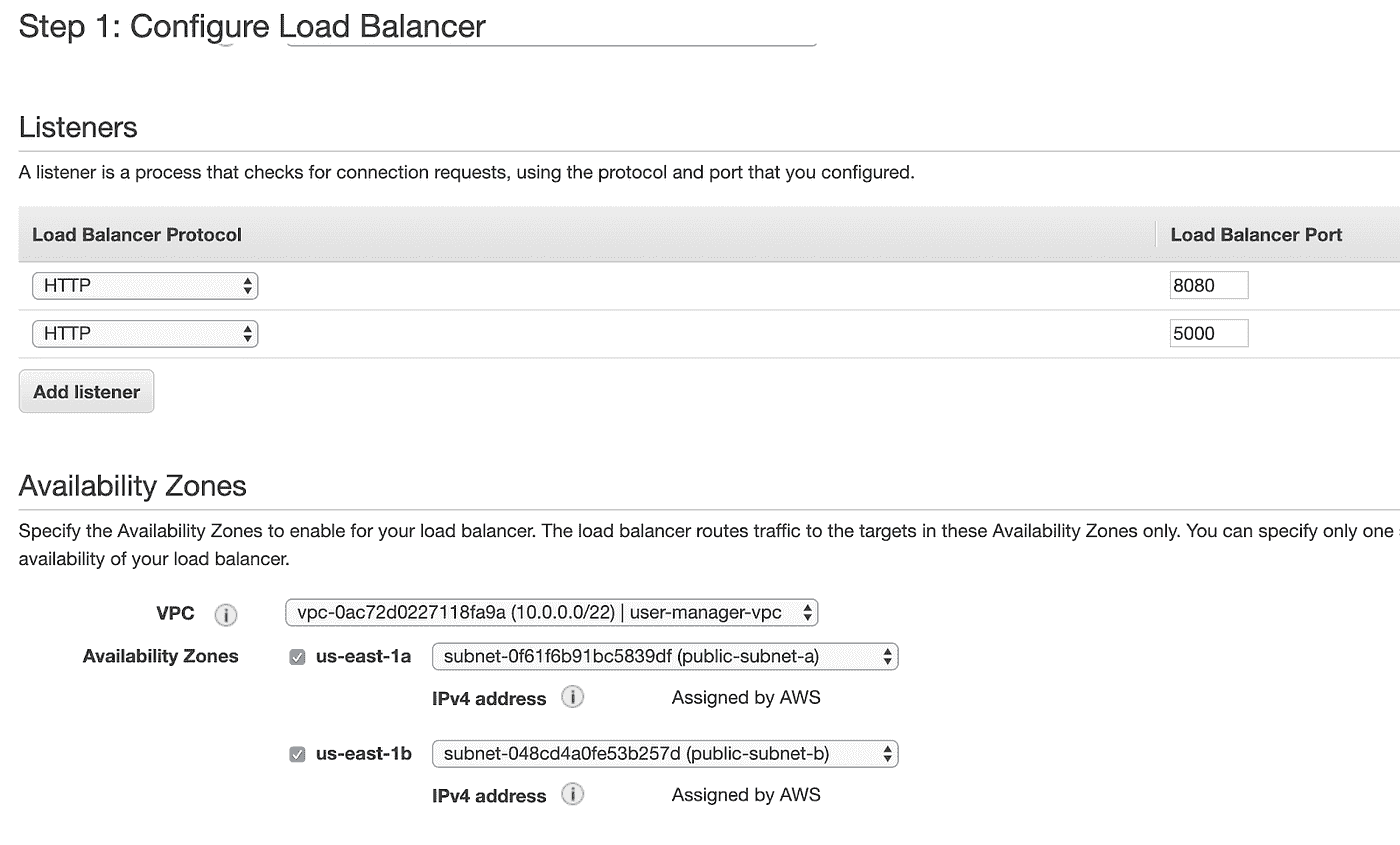 Step 1: Configure Load Balancer
Listeners
A listener is a process that checks for connection requests, using the protocol and port that you configured.
Load Balancer Protocol Load Balancer Port
HTTP 8080
HTTP 5000
Add listener
Availability Zones
Specify the Availability Zones to enable for your load balancer. The load balancer routes traffic to the targets in these Availability Zones only. You can specify only one
availability of your load balancer.
VPC i vpc-0ac72d0227118fa9a (10.0.0.0/22) | user-manager-vpc
Availability Zones us-east-1a subnet-0f61f6b91bc5839df (public-subnet-a)
IPv4 address i Assigned by AWS
us-east-1b subnet-048cd4a0fe53b257d (public-subnet-b)
IPv4 address i Assigned by AWS